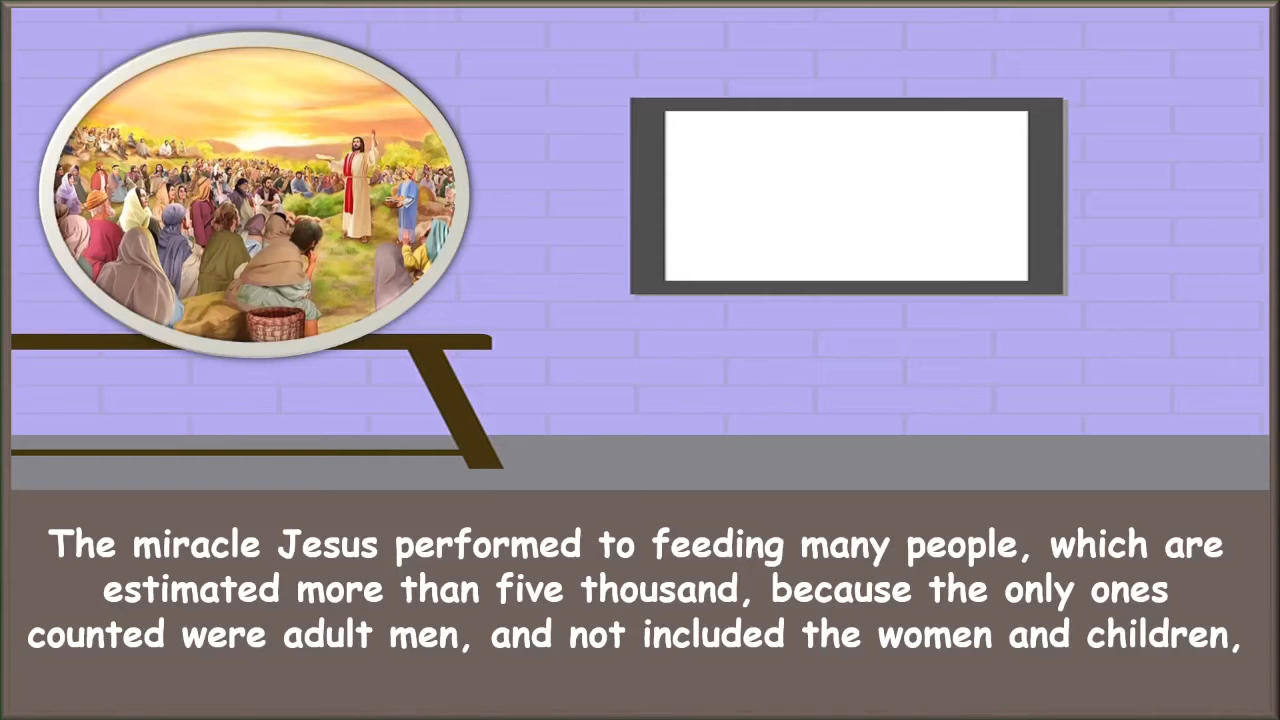 The miracle Jesus performed to feeding many people, which are
estimated more than five thousand, because the only ones
counted were adult men, and not included the women and children,